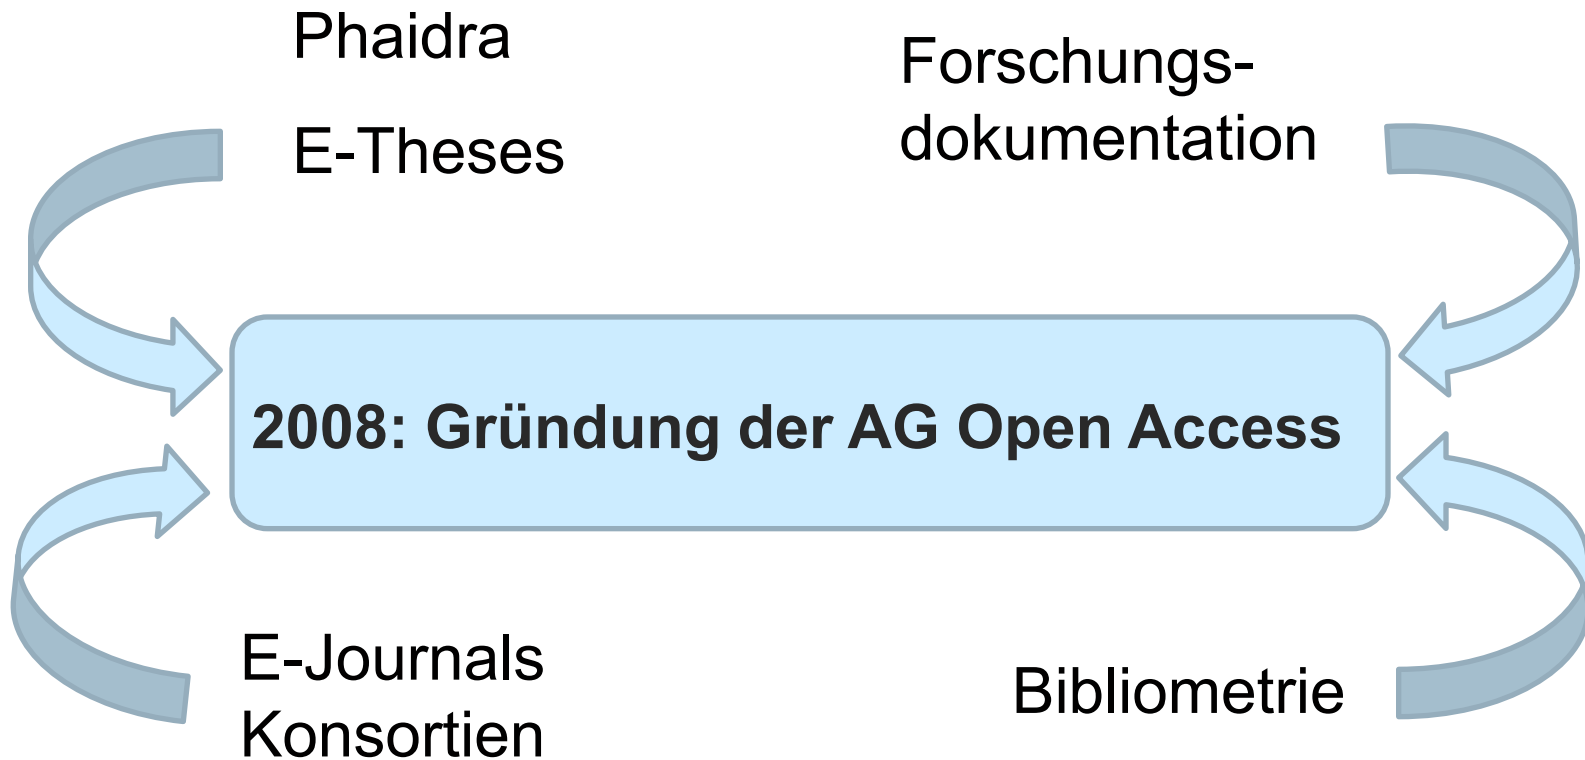 Phaidra
E-Theses
Forschungs-
dokumentation
2008: Gründung der AG Open Access
E-Journals
Konsortien
Bibliometrie